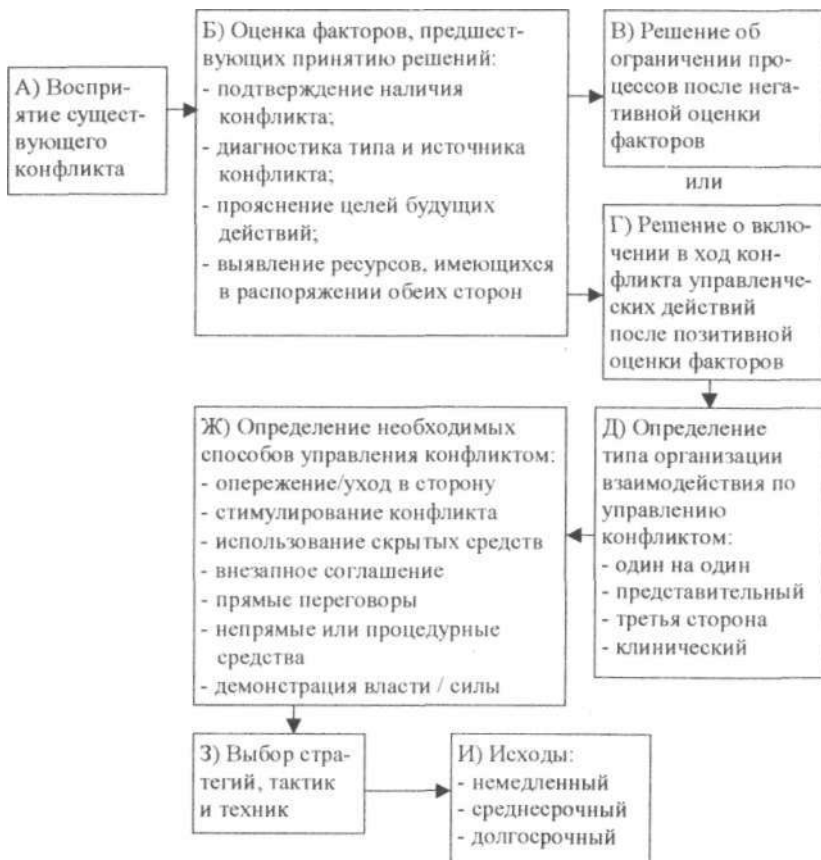 А) Воспри-
ятие сущест-
вующего
конфликта
Б) Оценка факторов, предшест-
вующих принятию решений:
- подтверждение наличия
конфликта;
- диагностика типа и источника
конфликта;
- прояснение целей будущих
действий;
- выявление ресурсов, имеющихся
в распоряжении обеих сторон
В) Решение об
ограничении про-
цессов после нега-
тивной оценки
факторов
или
Г) Решение о вклю-
чении в ход кон-
фликта управленче-
ских действий
после позитивной
оценки факторов
Д) Определение
типа организации
взаимодействия по
управлению
конфликтом:
- один на один
- представительный
- третья сторона
- клинический
Ж) Определение необходимых
способов управления конфликтом:
- опережение/уход в сторону
- стимулирование конфликта
- использование скрытых средств
- внезапное соглашение
- прямые переговоры
- непрямые или процедурные
средства
- демонстрация власти / силы
З) Выбор стра-
тегий, тактик
и техник
И) Исходы:
- немедленный
- среднесрочный
- долгосрочный